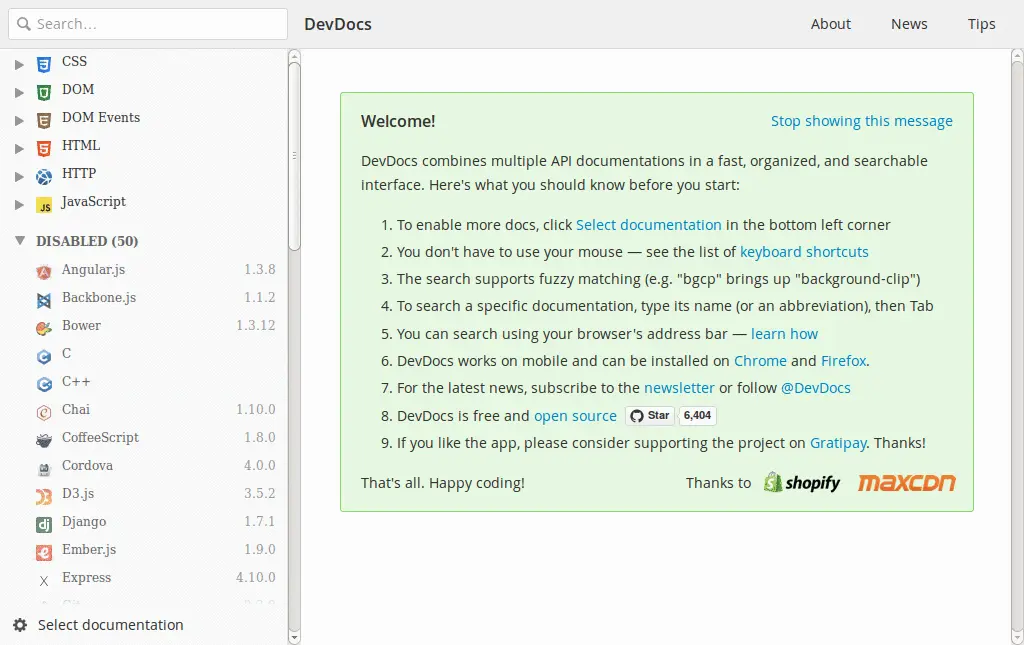 Search...
DevDocs
About
News
Tips
CSS
DOM
DOM Events
HTML
HTTP
JavaScript
DISABLED (50)
Angular.js 1.3.8
Backbone.js 1.1.2
Bower 1.3.12
C
C++
Chai 1.10.0
CoffeeScript 1.8.0
Cordova 4.0.0
D3.js 3.5.2
Django 1.7.1
Ember.js 1.9.0
Express 4.10.0
Select documentation
Welcome! Stop showing this message
DevDocs combines multiple API documentations in a fast, organized, and searchable
interface. Here's what you should know before you start:
1. To enable more docs, click Select documentation in the bottom left corner
2. You don't have to use your mouse — see the list of keyboard shortcuts
3. The search supports fuzzy matching (e.g. "bgcp" brings up "background-clip")
4. To search a specific documentation, type its name (or an abbreviation), then Tab
5. You can search using your browser's address bar — learn how
6. DevDocs works on mobile and can be installed on Chrome and Firefox.
7. For the latest news, subscribe to the newsletter or follow @DevDocs
8. DevDocs is free and open source Star 6,404
9. If you like the app, please consider supporting the project on Gratipay. Thanks!
That's all. Happy coding! Thanks to shopify maxcdn